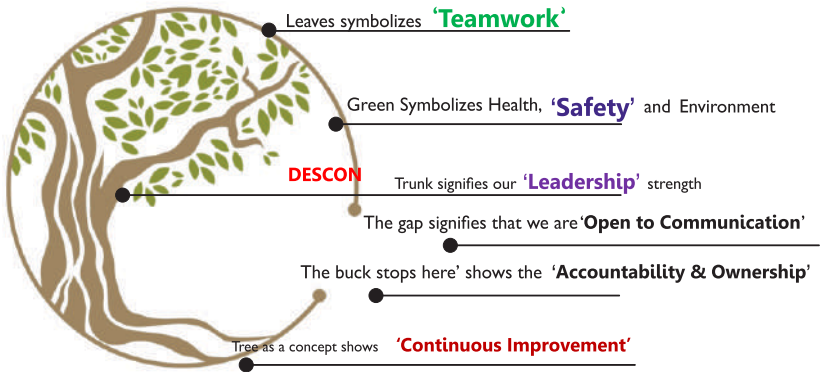 Leaves symbolizes ‘Teamwork’
Green Symbolizes Health, ‘Safety’ and Environment
DESCON
Trunk signifies our ‘Leadership’ strength
The gap signifies that we are ‘Open to Communication’
The buck stops here’ shows the ‘Accountability & Ownership’
Tree as a concept shows ‘Continuous Improvement’